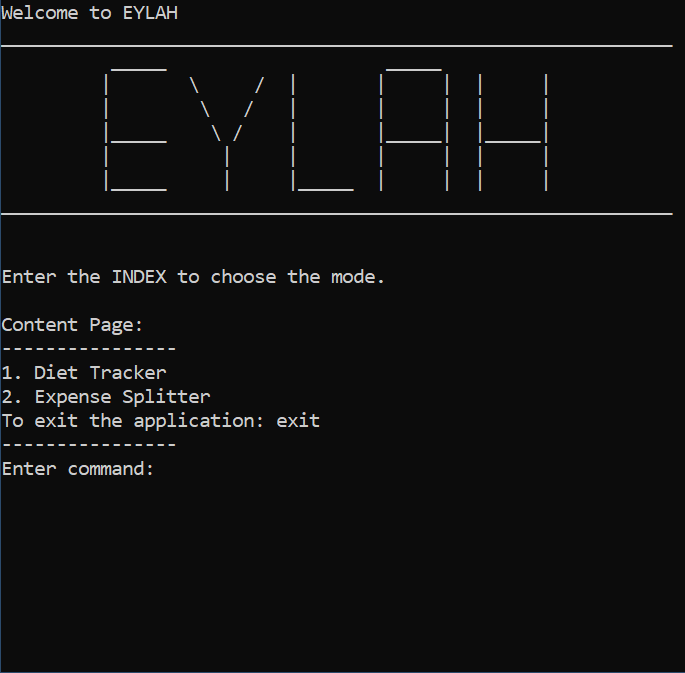 Welcome to EYLAH
EYLAH
Enter the INDEX to choose the mode.
Content Page:
----------------
1. Diet Tracker
2. Expense Splitter
To exit the application: exit
----------------
Enter command: